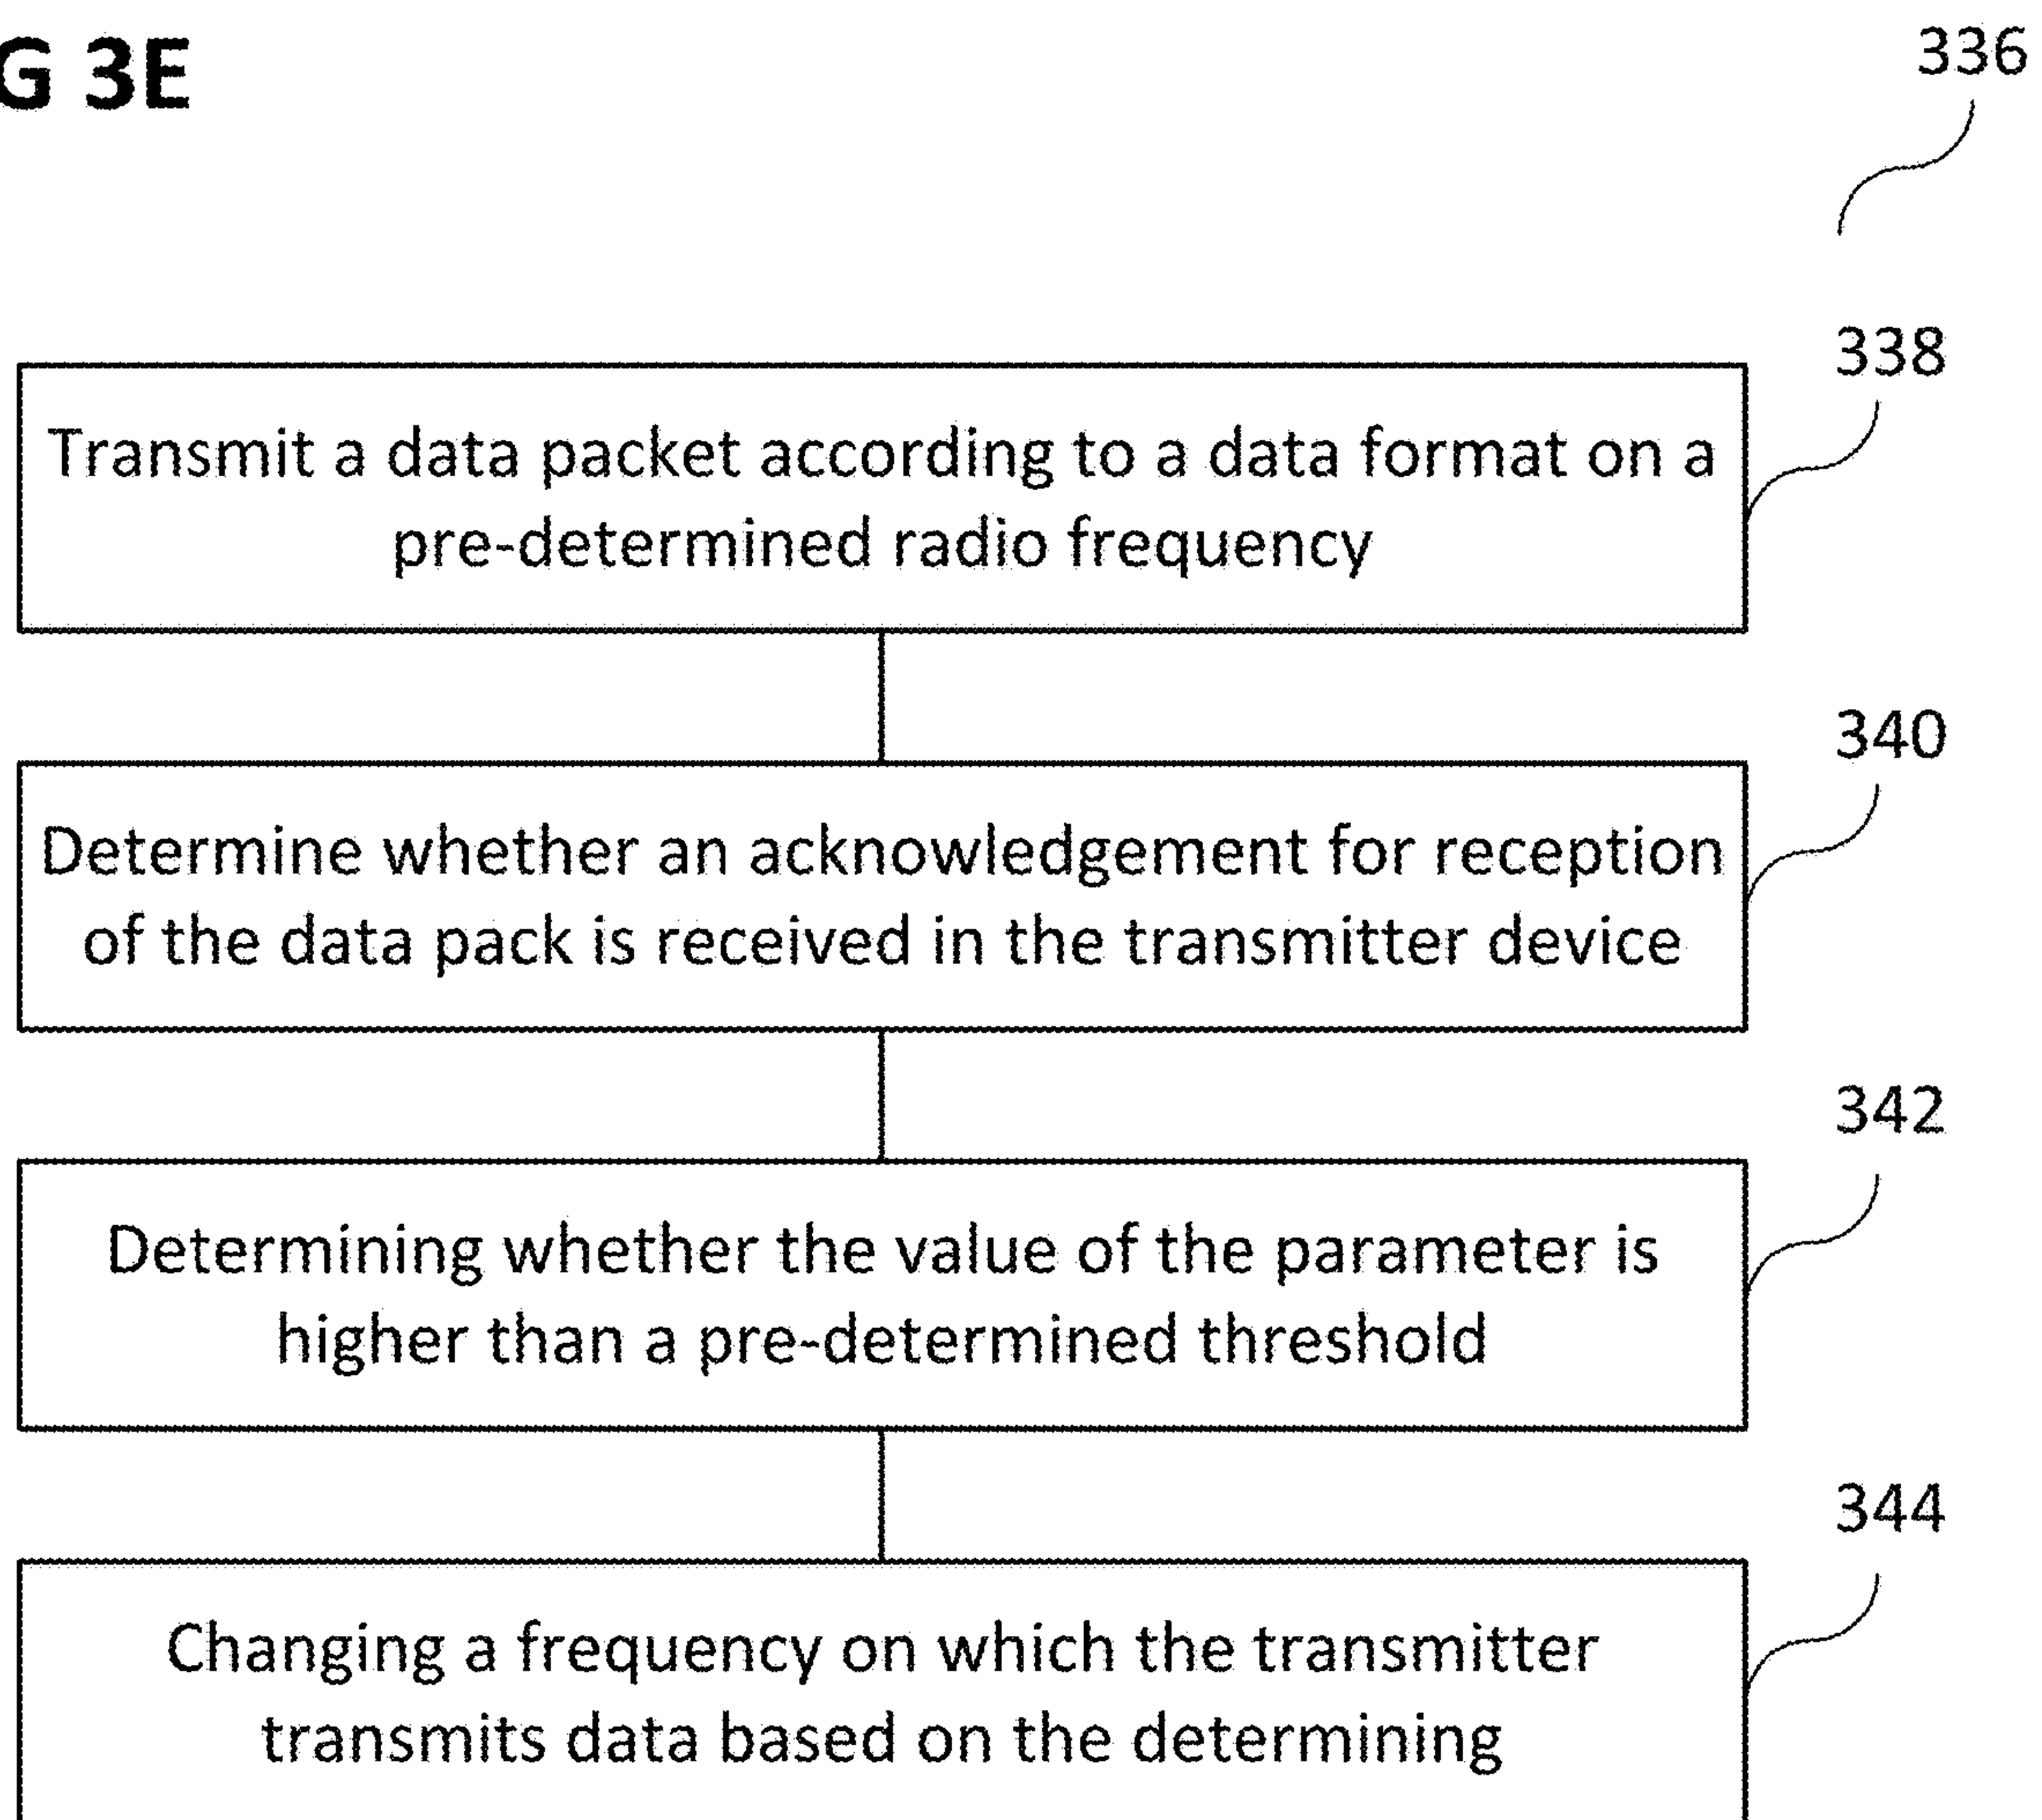 G 3E
336
338
Transmit a data packet according to a data format on a
pre-determined radio frequency
340
Determine whether an acknowledgement for reception
of the data pack is received in the transmitter device
342
Determining whether the value of the parameter is
higher than a pre-determined threshold
344
Changing a frequency on which the transmitter
transmits data based on the determining